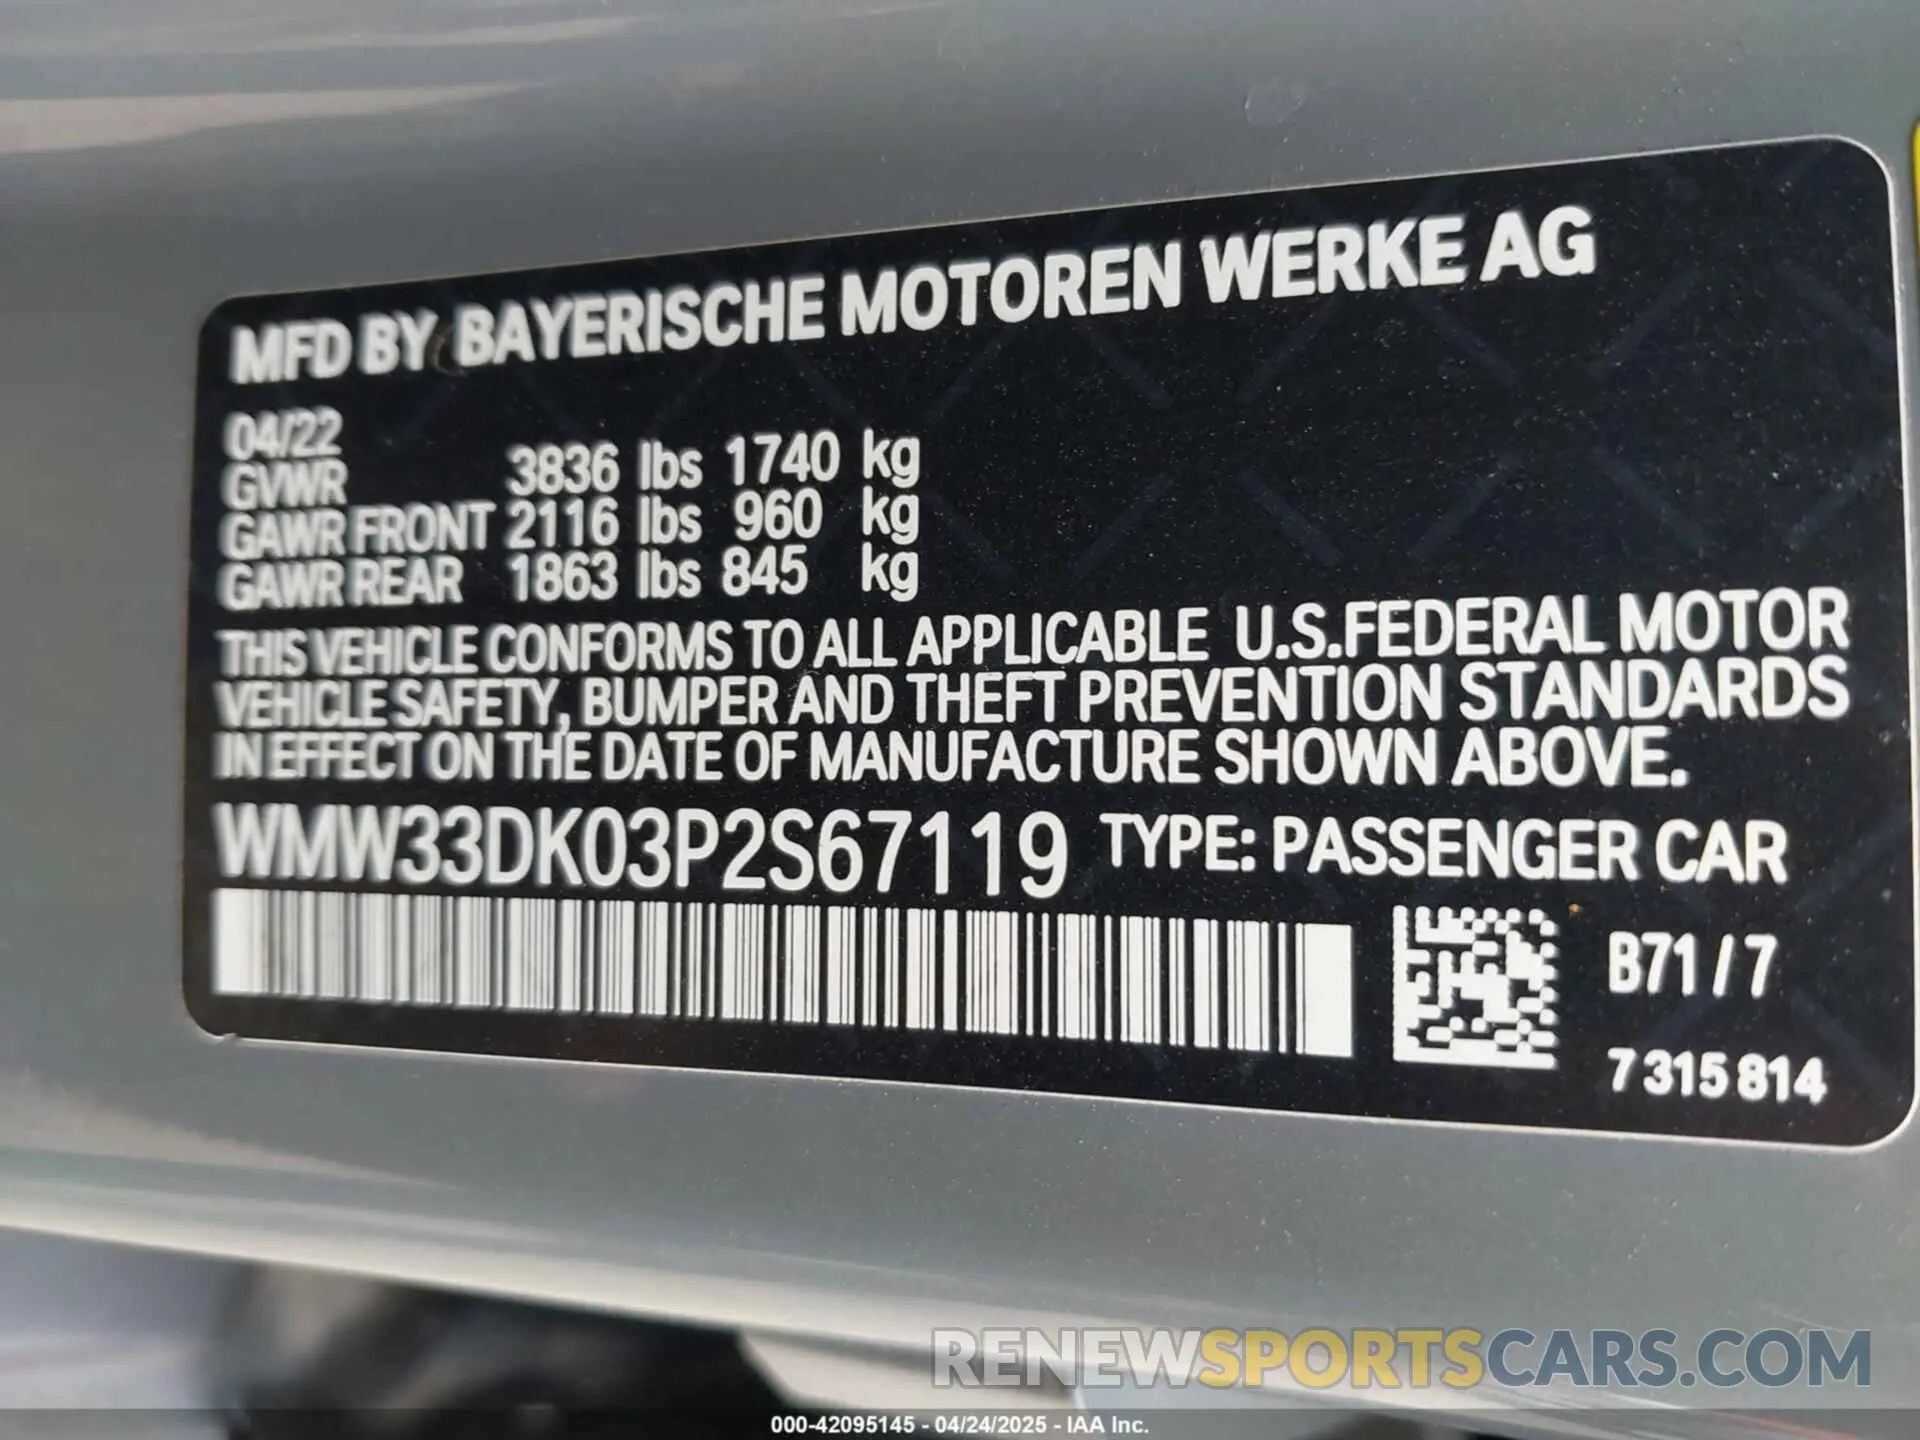 MFD BY BAYERISCHE MOTOREN WERKE AG
04/22
GVWR 3836 lbs 1740 kg
GAWR FRONT 2116 lbs 960 kg
GAWR REAR 1863 lbs 845 kg
THIS VEHICLE CONFORMS TO ALL APPLICABLE U.S.FEDERAL MOTOR
VEHICLE SAFETY, BUMPER AND THEFT PREVENTION STANDARDS
IN EFFECT ON THE DATE OF MANUFACTURE SHOWN ABOVE.
WMW33DK03P2S67119 TYPE: PASSENGER CAR
B71 / 7
7 315 814
RENEWSPORTSCARS.COM
000-42095145 - 04/24/2025 - IAA Inc.